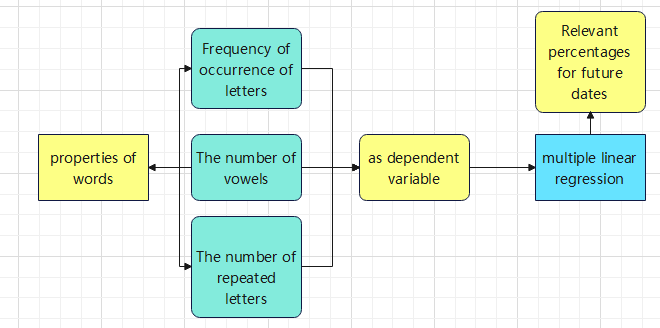 properties of
words
Frequency of
occurrence of
letters
The number of
vowels
The number of
repeated
letters
as dependent
variable
multiple linear
regression
Relevant
percentages
for future
dates